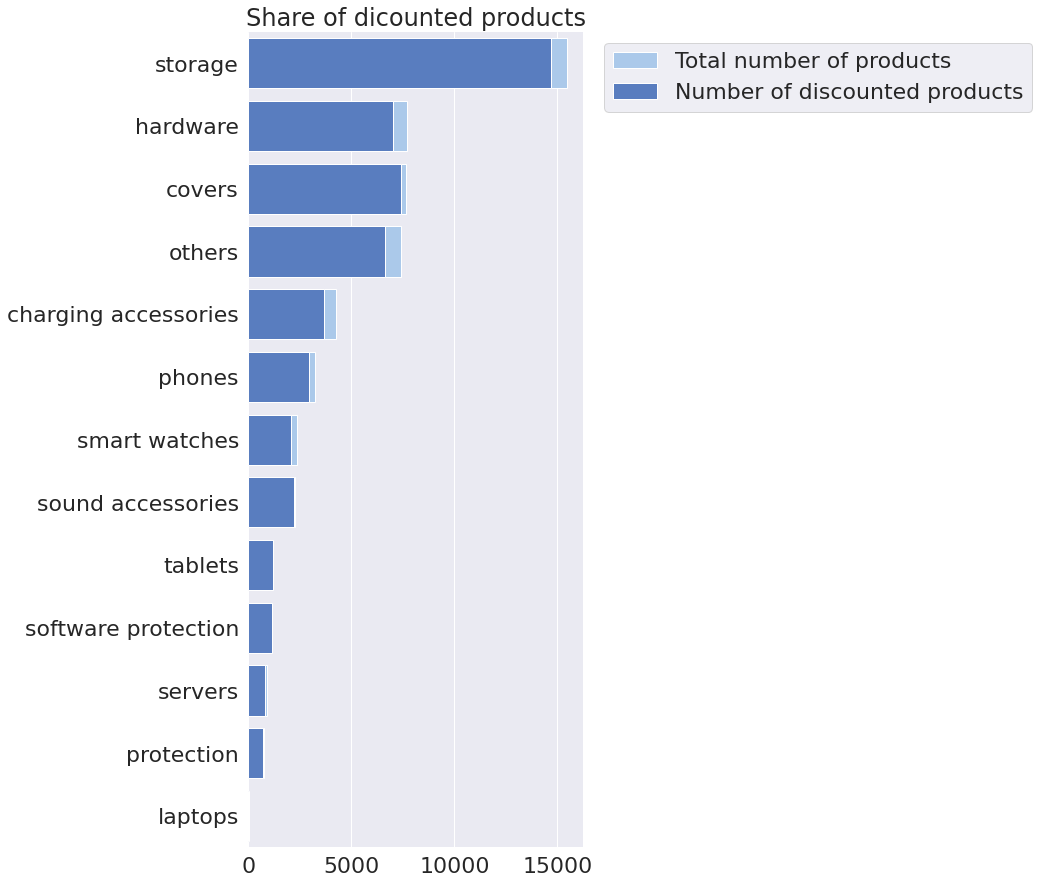 Share of dicounted products
Total number of products
Number of discounted products
storage
hardware
covers
others
charging accessories
phones
smart watches
sound accessories
tablets
software protection
servers
protection
laptops
0 5000 10000 15000